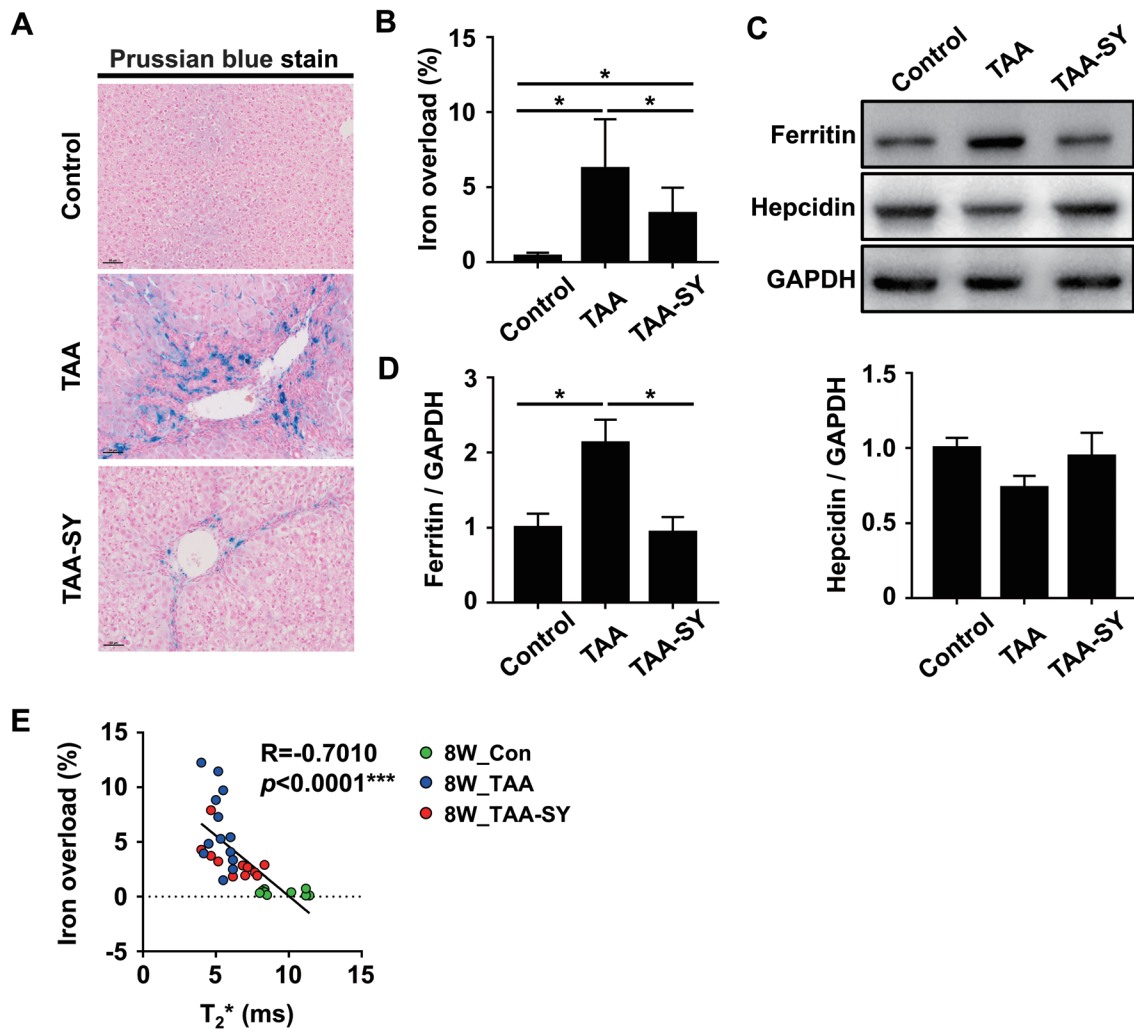 A
Prussian blue stain
Control
TAA
TAA-SY
B
Iron overload (%)
15
10
5
0
*
*
*
Control
TAA
TAA-SY
C
Control
TAA
TAA-SY
Ferritin
Hepcidin
GAPDH
D
Ferritin / GAPDH
3
2
1
0
*
*
Control
TAA
TAA-SY
Hepcidin / GAPDH
1.5
1.0
0.5
0
Control
TAA
TAA-SY
E
Iron overload (%)
15
10
5
0
-5
R=-0.7010
p<0.0001***
8W_Con
8W_TAA
8W_TAA-SY
0
5
10
15
T₂* (ms)